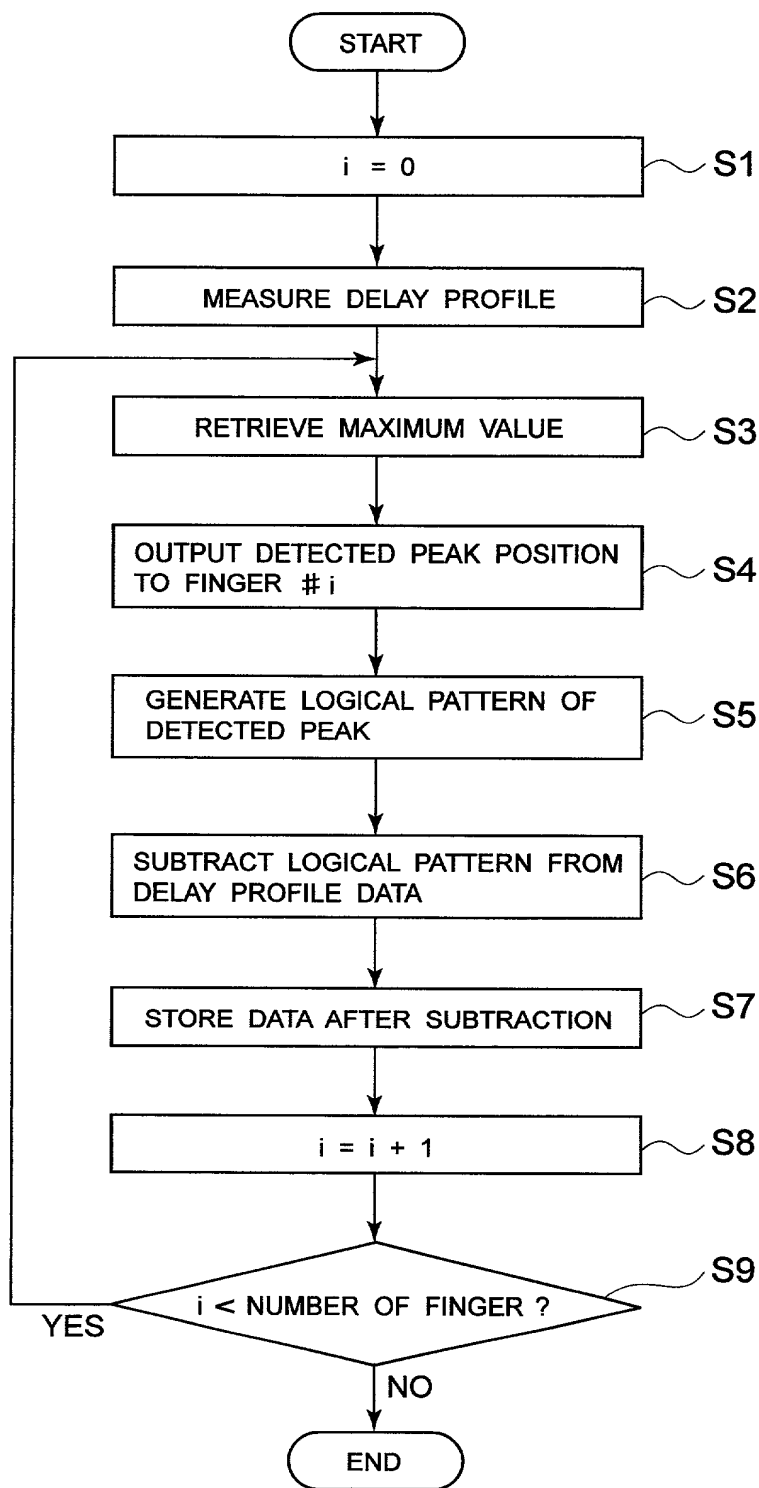 START
i = 0
S1
MEASURE DELAY PROFILE
S2
RETRIEVE MAXIMUM VALUE
S3
OUTPUT DETECTED PEAK POSITION
TO FINGER # i
S4
GENERATE LOGICAL PATTERN OF
DETECTED PEAK
S5
SUBTRACT LOGICAL PATTERN FROM
DELAY PROFILE DATA
S6
STORE DATA AFTER SUBTRACTION
S7
i = i + 1
S8
i < NUMBER OF FINGER ?
S9
YES
NO
END